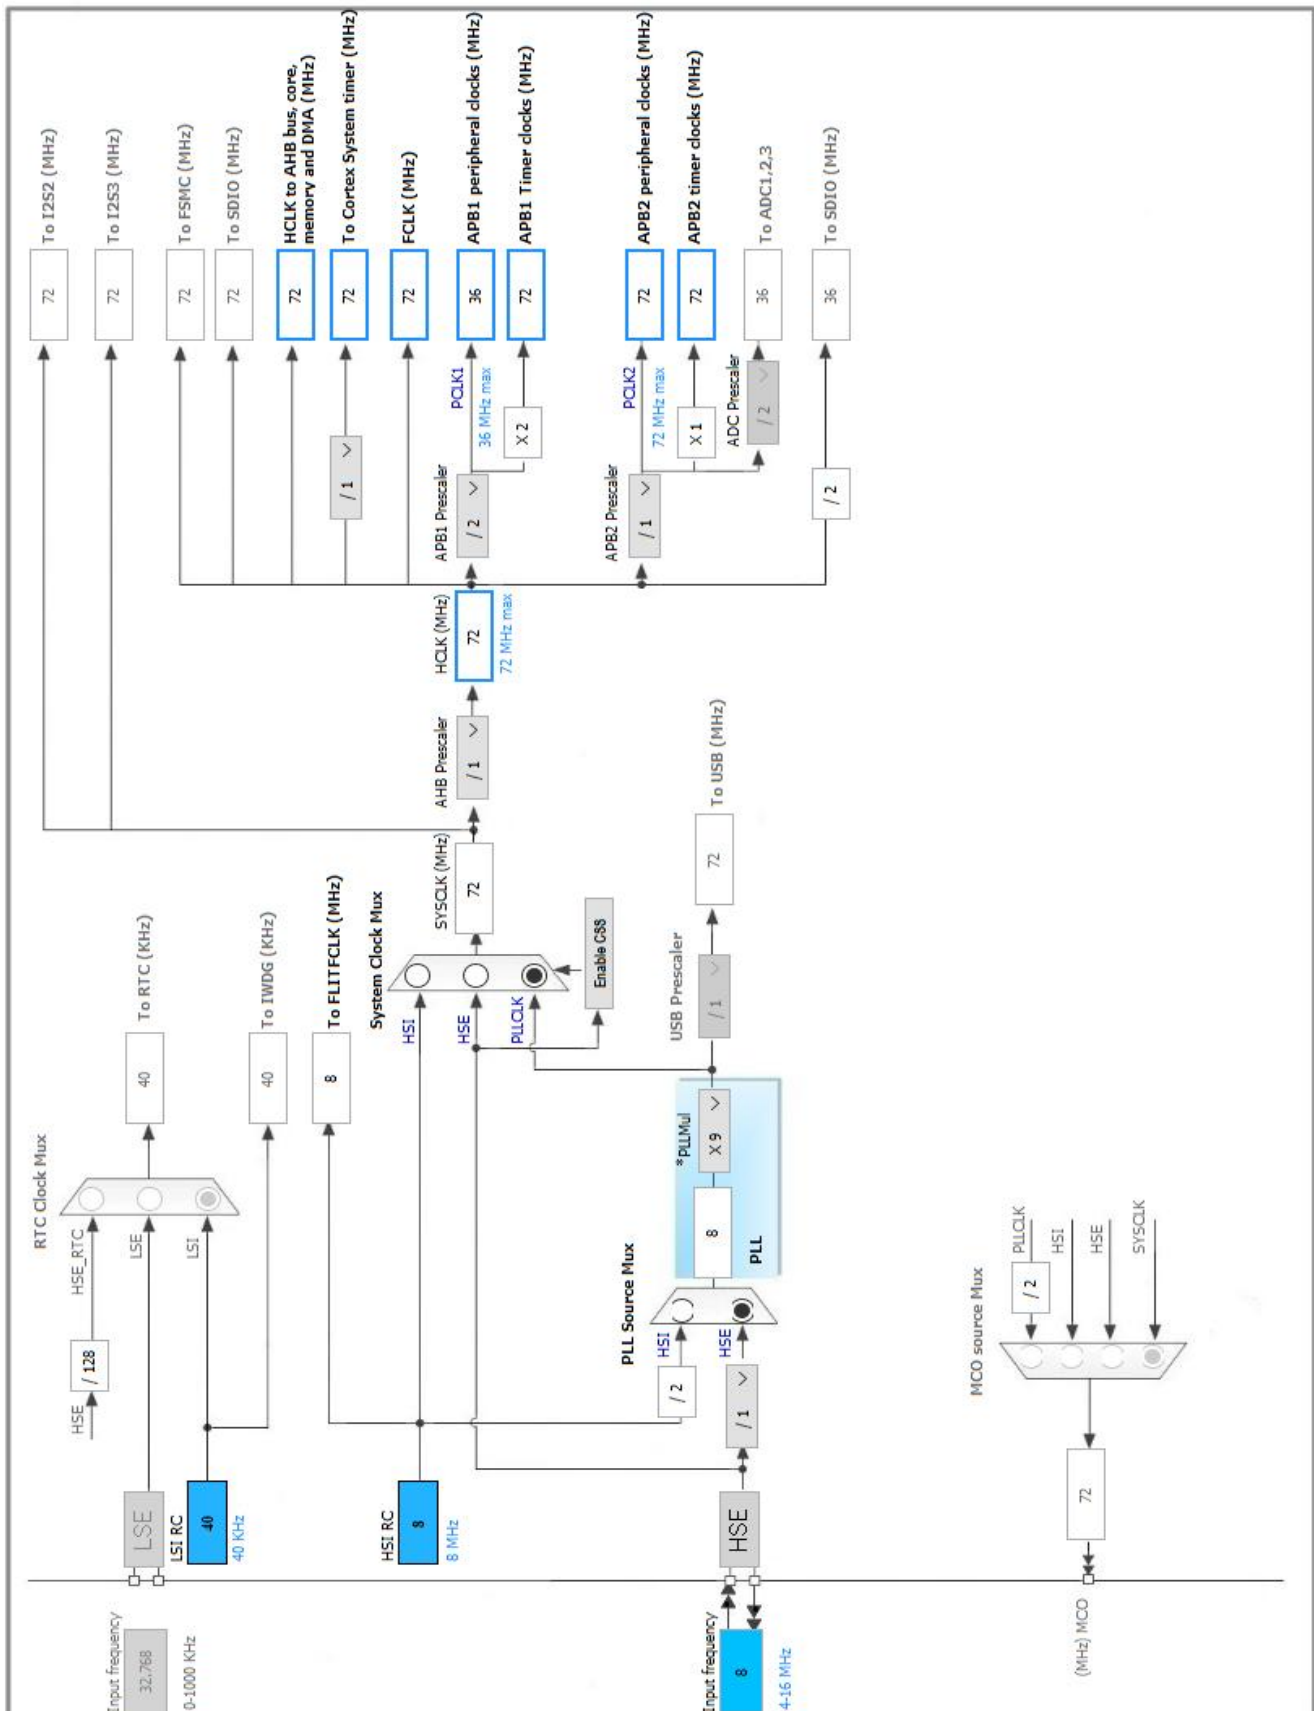 Input frequency
32.768
0-1000 KHz
LSE
LSI RC
40
40 KHz
HSE
/ 128
HSE_RTC
LSE
LSI
RTC Clock Mux
40
To RTC (KHz)
40
To IWDG (KHz)
8
To FLITFCLK (MHz)
HSI RC
8
8 MHz
System Clock Mux
HSI
HSE
PLLCLK
Enable CSS
SYSCLK (MHz)
72
AHB Prescaler
/ 1
HCLK (MHz)
72
72 MHz max
72
To I2S2 (MHz)
72
To I2S3 (MHz)
72
To FSMC (MHz)
72
To SDIO (MHz)
72
HCLK to AHB bus, core,
memory and DMA (MHz)
/ 1
72
To Cortex System timer (MHz)
72
FCLK (MHz)
APB1 Prescaler
/ 2
PCLK1
36 MHz max
36
APB1 peripheral clocks (MHz)
X 2
72
APB1 Timer clocks (MHz)
APB2 Prescaler
/ 1
PCLK2
72 MHz max
72
APB2 peripheral clocks (MHz)
X 1
72
APB2 timer clocks (MHz)
ADC Prescaler
/ 2
36
To ADC1,2,3
/ 2
36
To SDIO (MHz)
Input frequency
8
4-16 MHz
HSE
/ 1
/ 2
PLL Source Mux
HSI
HSE
8
*PLLMul
X 9
PLL
USB Prescaler
/ 1
72
To USB (MHz)
(MHz) MCO
72
MCO source Mux
/ 2
PLLCLK
HSI
HSE
SYSCLK